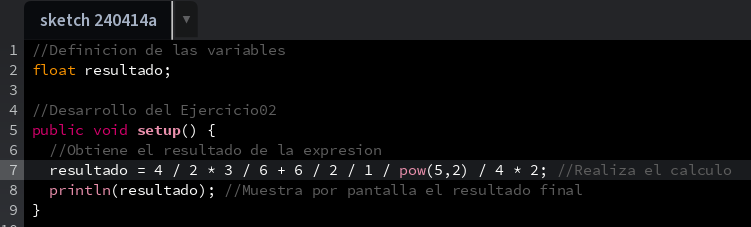 sketch 240414a ▼
1 //Definicion de las variables
2 float resultado;
3
4 //Desarrollo del Ejercicio02
5 public void setup() {
6 //Obtiene el resultado de la expresion
7 resultado = 4 / 2 * 3 / 6 + 6 / 2 / 1 / pow(5,2) / 4 * 2; //Realiza el calculo
8 println(resultado); //Muestra por pantalla el resultado final
9 }